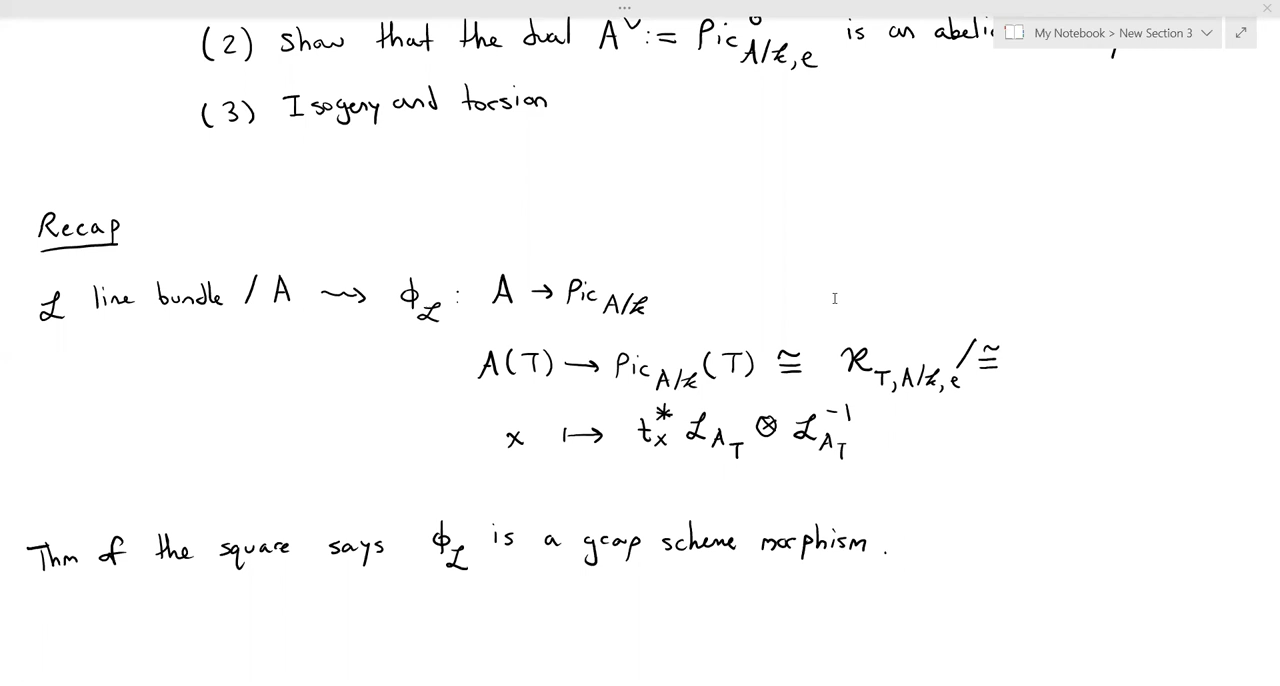 (2) Show that the dual A^∨ := Pic^0_{A/k,e} is an abeli
My Notebook > New Section 3
(3) Isogeny and torsion
Recap
ℒ line bundle / A ⇝ ϕ_ℒ : A → Pic_{A/k}
A(T) → Pic_{A/k}(T) ≅ R_{T,A/k,e}/≅
x ↦ t_x^* ℒ_{A_T} ⊗ ℒ_{A_T}^{-1}
Thm of the square says ϕ_ℒ is a group scheme morphism.